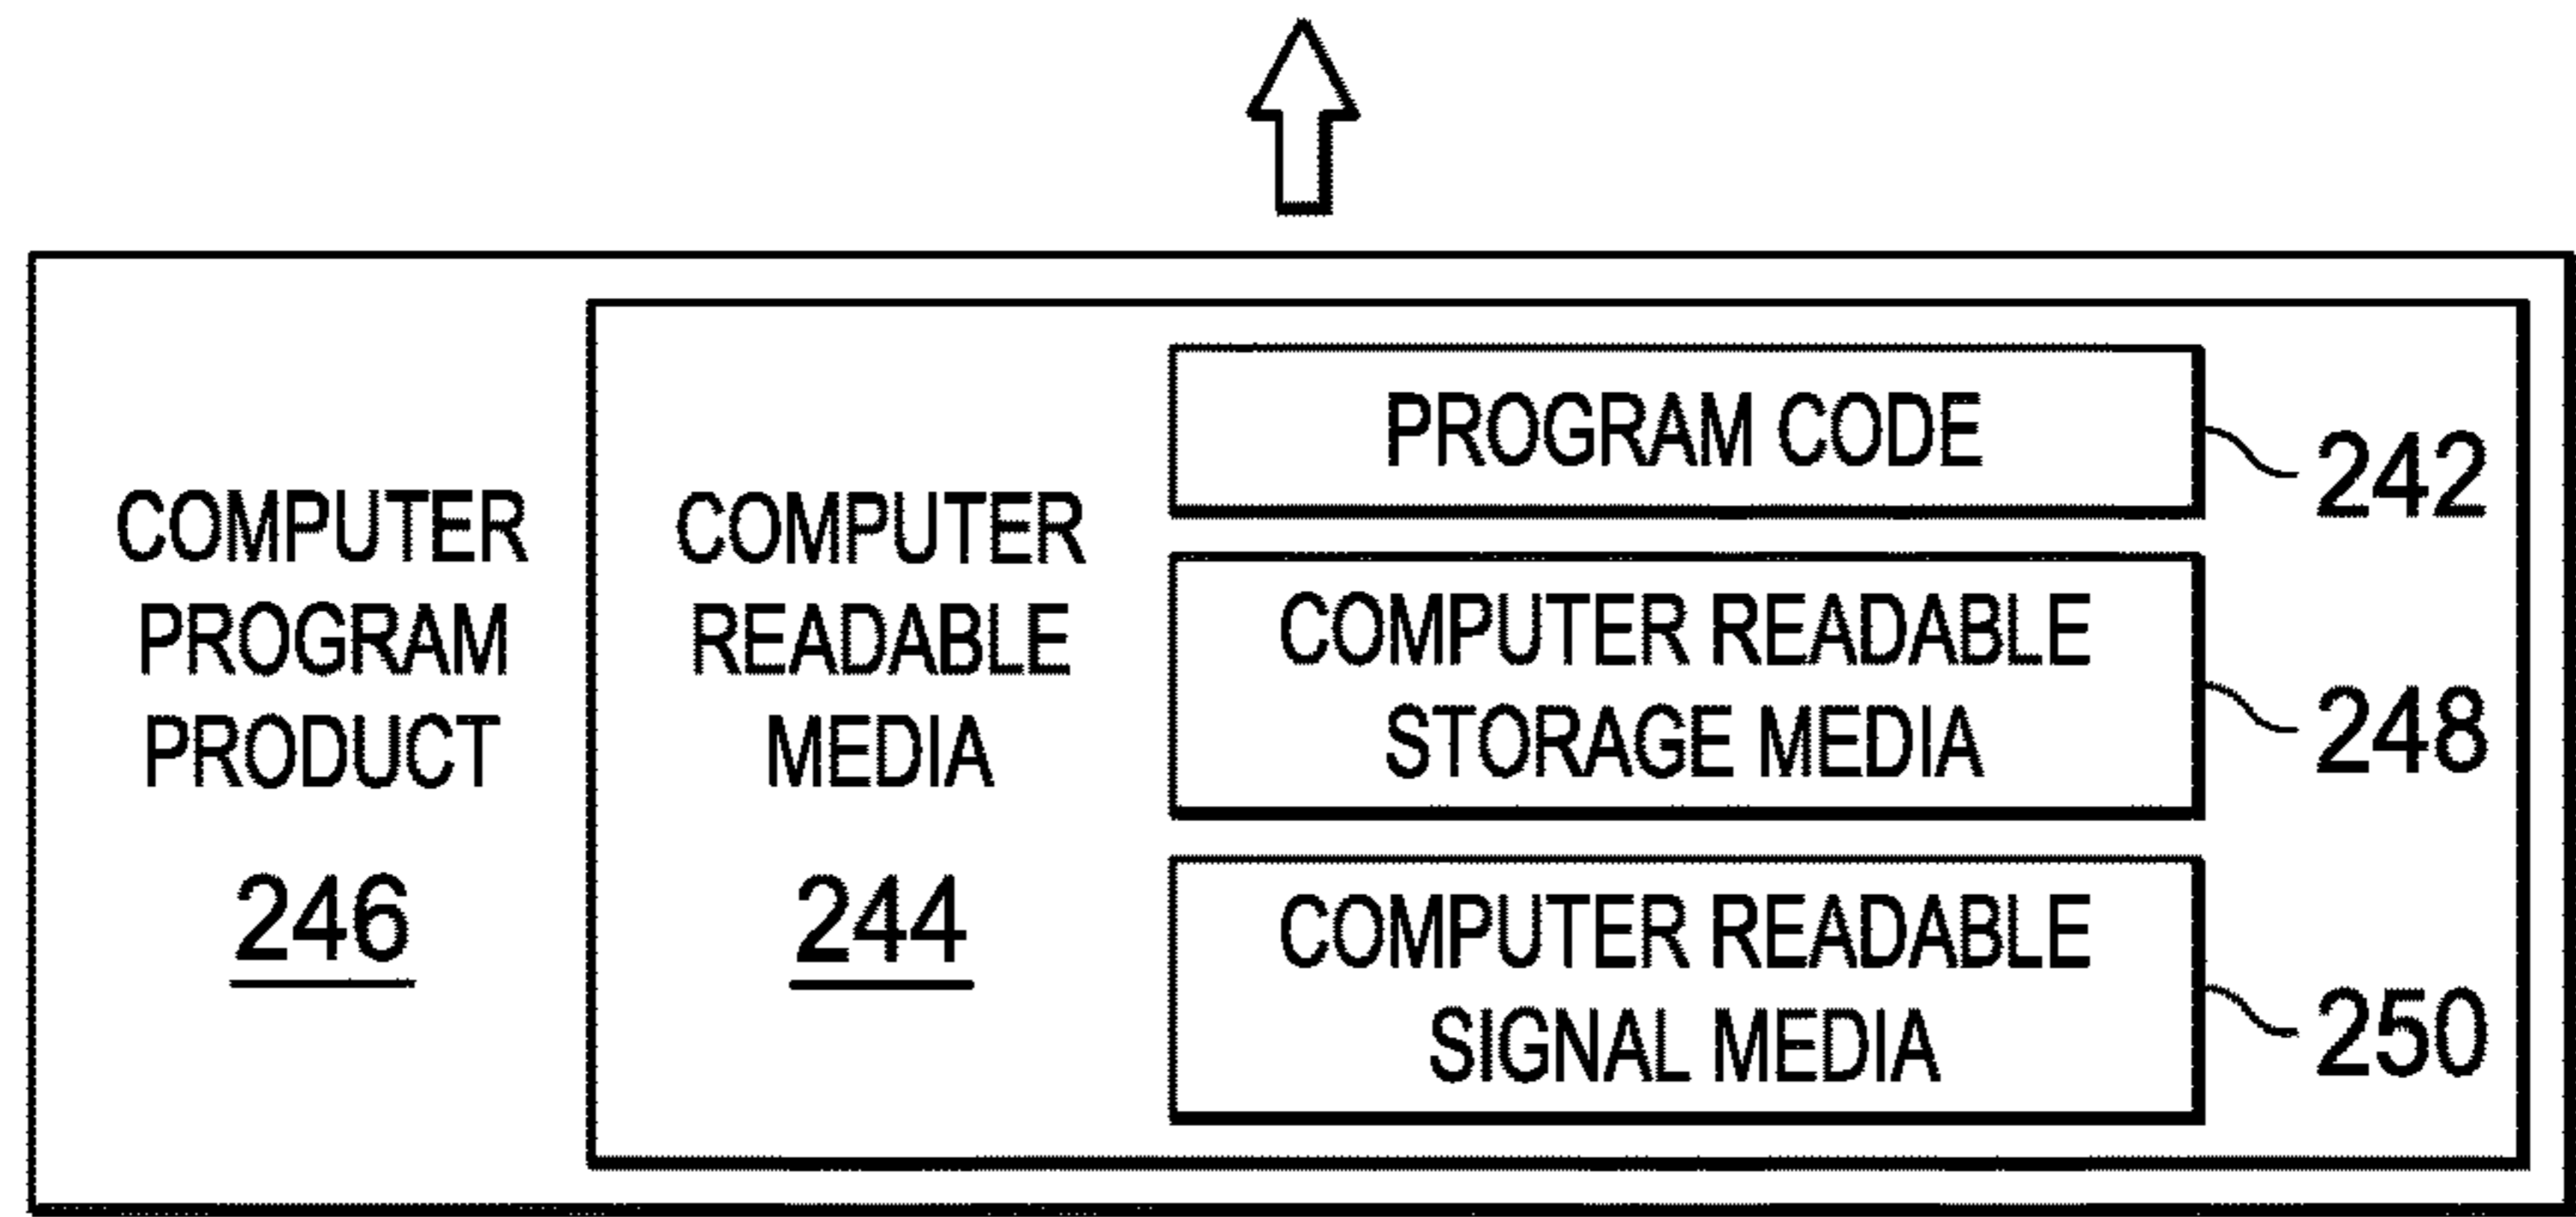 COMPUTER
PROGRAM
PRODUCT
246
COMPUTER
READABLE
MEDIA
244
PROGRAM CODE
242
COMPUTER READABLE
STORAGE MEDIA
248
COMPUTER READABLE
SIGNAL MEDIA
250